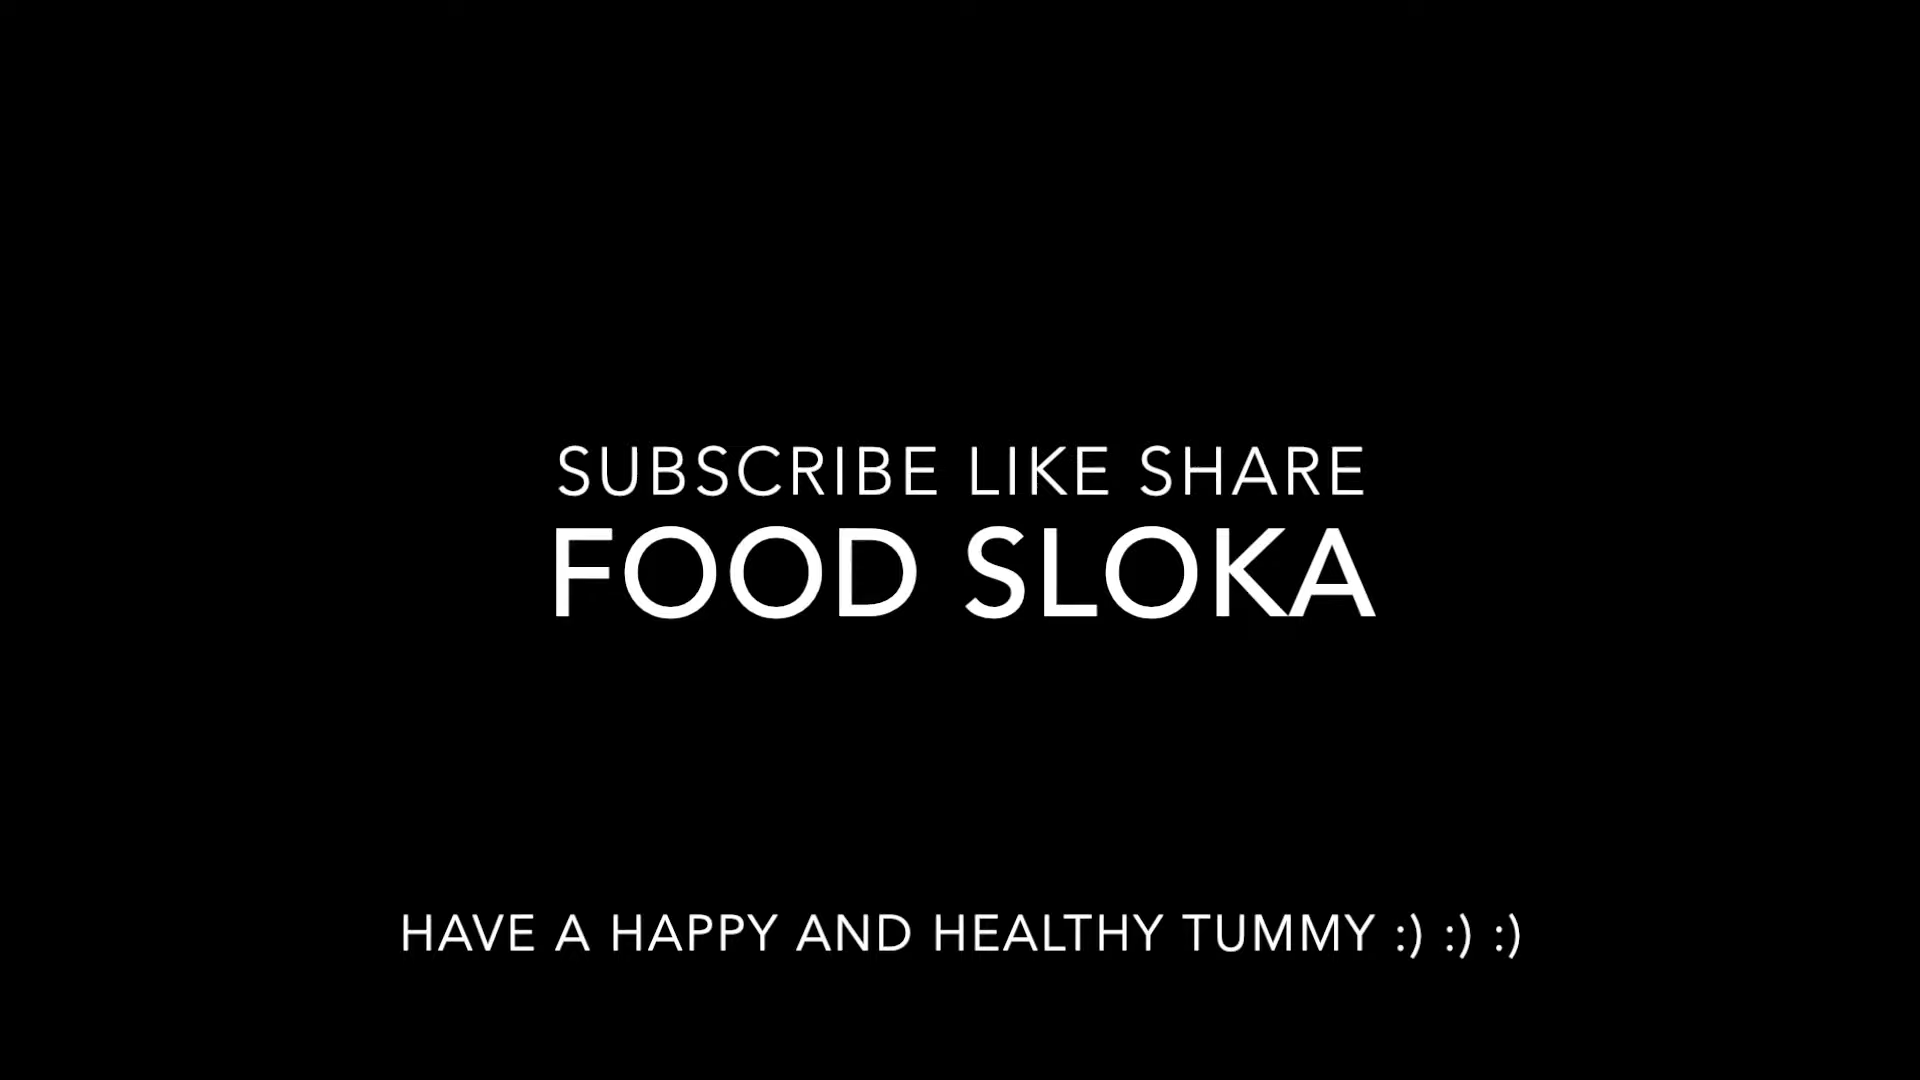 SUBSCRIBE LIKE SHARE
FOOD SLOKA
HAVE A HAPPY AND HEALTHY TUMMY :) :) :)